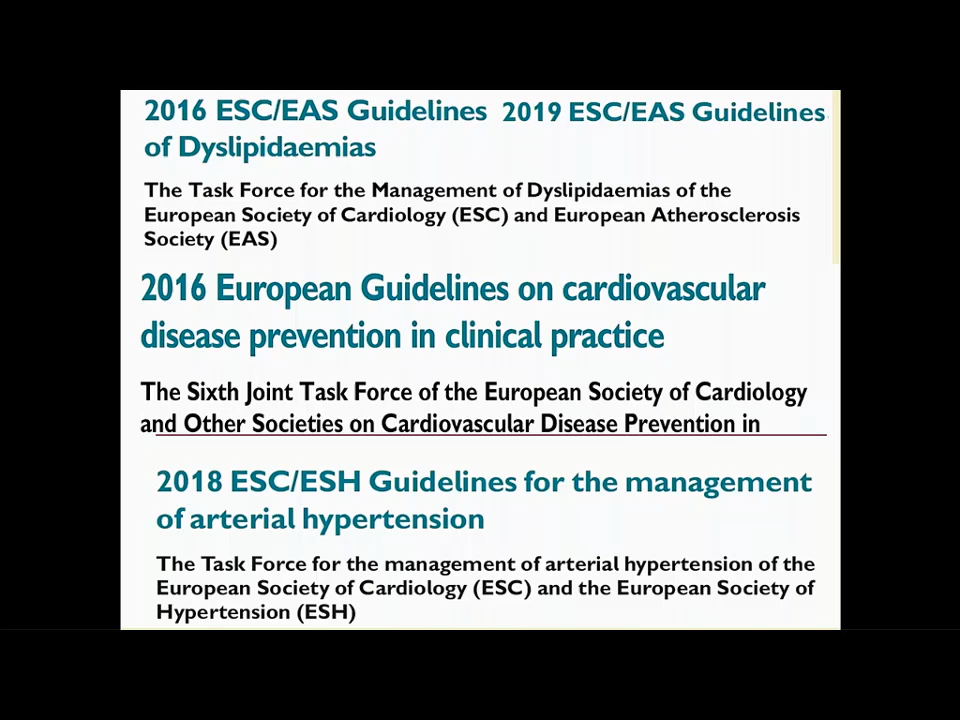 2016 ESC/EAS Guidelines 2019 ESC/EAS Guidelines
of Dyslipidaemias
The Task Force for the Management of Dyslipidaemias of the
European Society of Cardiology (ESC) and European Atherosclerosis
Society (EAS)
2016 European Guidelines on cardiovascular
disease prevention in clinical practice
The Sixth Joint Task Force of the European Society of Cardiology
and Other Societies on Cardiovascular Disease Prevention in
2018 ESC/ESH Guidelines for the management
of arterial hypertension
The Task Force for the management of arterial hypertension of the
European Society of Cardiology (ESC) and the European Society of
Hypertension (ESH)